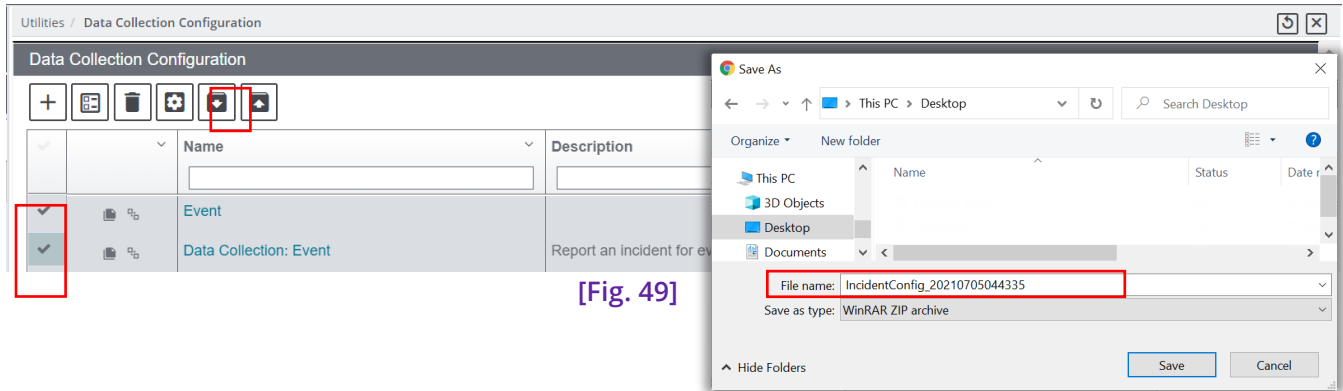 Utilities / Data Collection Configuration
Data Collection Configuration
Name
Description
Event
Data Collection: Event
Report an incident for ev
[Fig. 49]
Save As
This PC > Desktop
Search Desktop
Organize
New folder
?
This PC
3D Objects
Desktop
Documents
Name
Status
Date r
File name: IncidentConfig_20210705044335
Save as type: WinRAR ZIP archive
Hide Folders
Save
Cancel